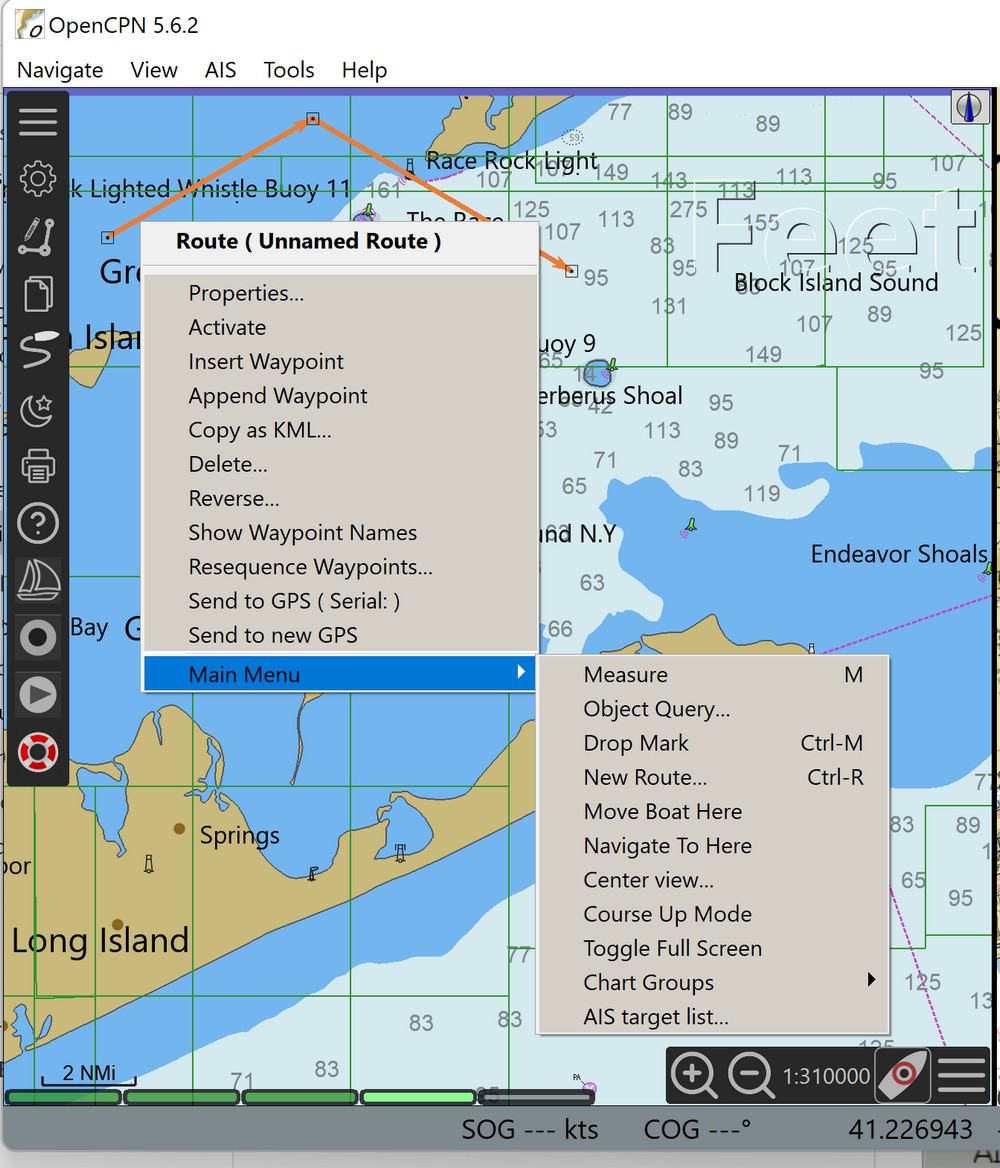 OpenCPN 5.6.2
Navigate View AIS Tools Help
77 89
89
59
Race Rock Light
107 107 149 107
143 113 113 95
k Lighted Whistle Buoy 11 161
The Race 125 113 275 155
107 83 125
Feet
Route ( Unnamed Route )
95 95 107 95
Block Island Sound
Properties...
131 107 89
Activate
125
uoy 9
149
Insert Waypoint
65 14 95
Append Waypoint
erberus Shoal
42 95
Copy as KML...
53 113 89
71
Delete...
71 83
Reverse...
65 119
Show Waypoint Names
und N.Y
Endeavor Shoals
Resequence Waypoints...
63
Send to GPS ( Serial: )
Bay G
66
Send to new GPS
Main Menu
Measure M
Object Query...
Drop Mark Ctrl-M
New Route... Ctrl-R
77
Move Boat Here
83 89
Springs
Navigate To Here
Center view...
65 95
Course Up Mode
Long Island
Toggle Full Screen
77
Chart Groups
125
AIS target list...
83 83
2 NMi
71 83
PA
1:310000
SOG --- kts COG ---° 41.226943